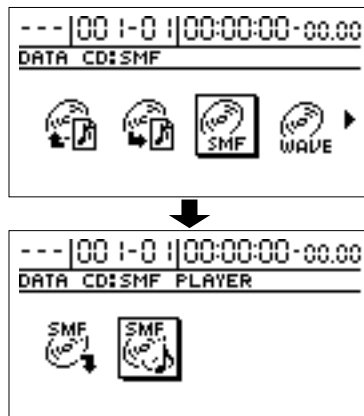 --- 001-01 00:00:00-00.00
DATA CD:SMF
SMF WAVE
--- 001-01 00:00:00-00.00
DATA CD:SMF PLAYER
SMF SMF